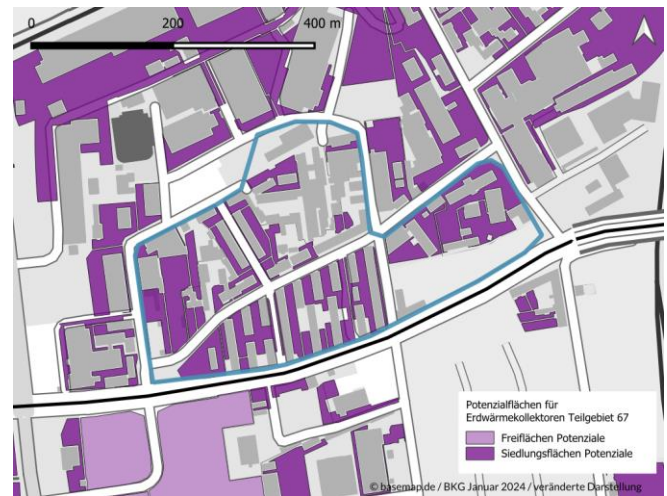 0 200 400 m
Potenzialflächen für
Erdwärmekollektoren Teilgebiet 67
Freiflächen Potenziale
Siedlungsflächen Potenziale
© basemap.de / BKG Januar 2024 / veränderte Darstellung